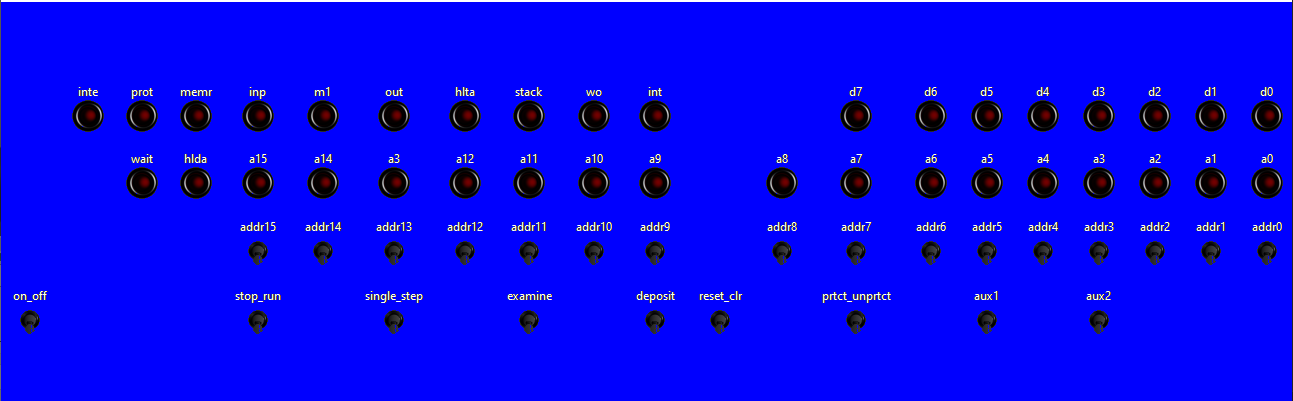 inte prot memr inp m1 out hlta stack wo int d7 d6 d5 d4 d3 d2 d1 d0
wait hlda a15 a14 a3 a12 a11 a10 a9 a8 a7 a6 a5 a4 a3 a2 a1 a0
addr15 addr14 addr13 addr12 addr11 addr10 addr9 addr8 addr7 addr6 addr5 addr4 addr3 addr2 addr1 addr0
on_off stop_run single_step examine deposit reset_clr prtct_unprtct aux1 aux2